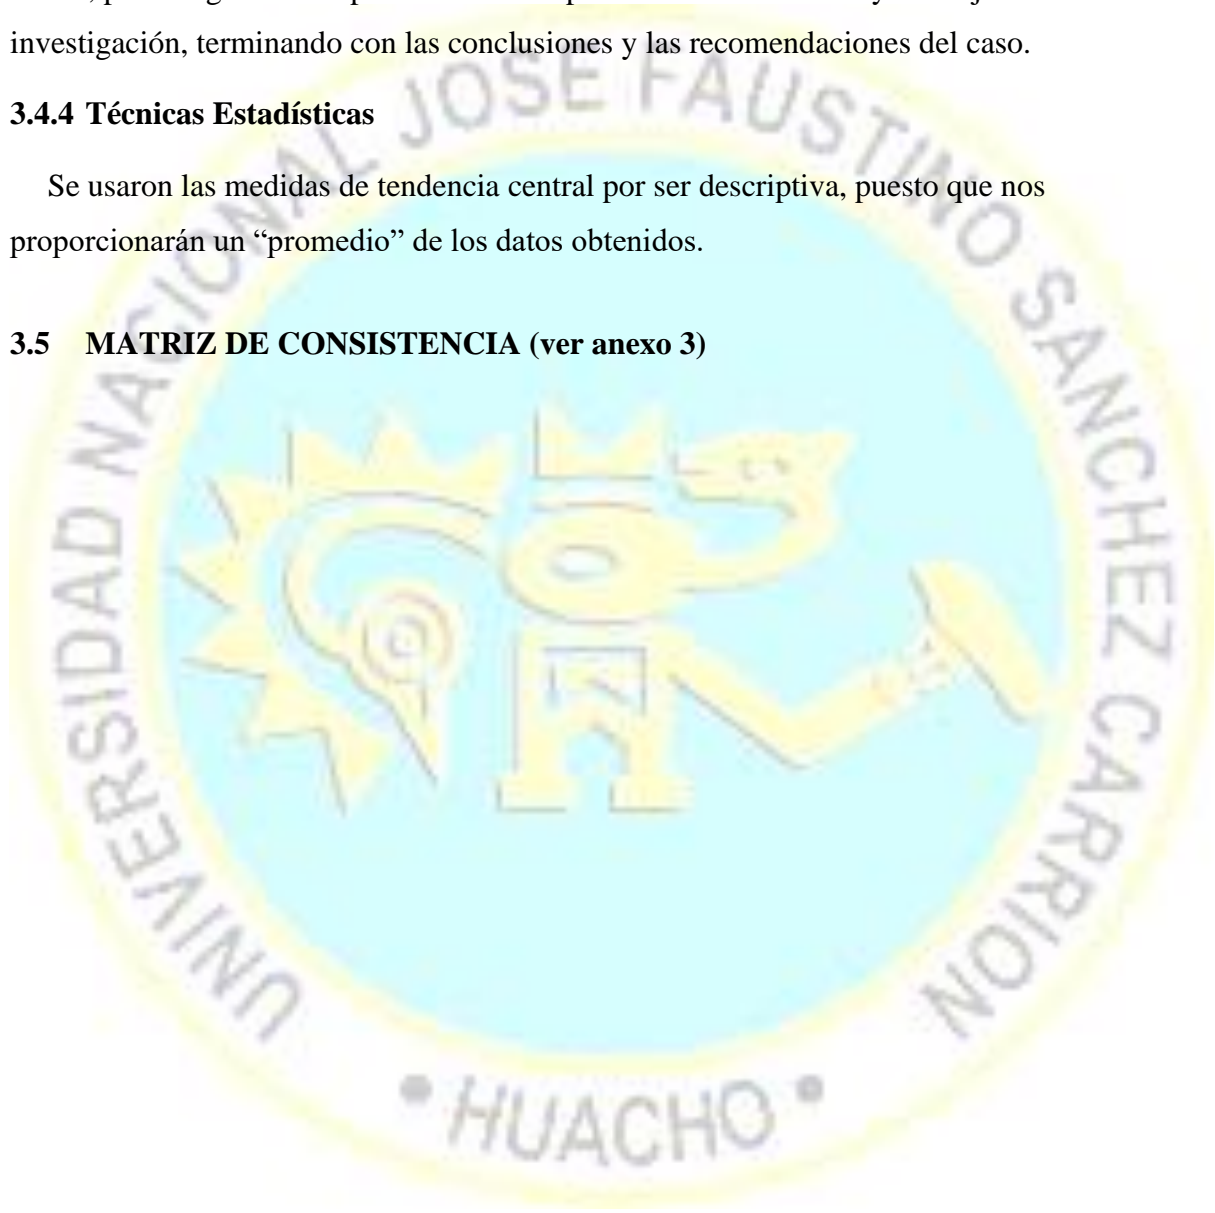 investigación, terminando con las conclusiones y las recomendaciones del caso.
3.4.4 Técnicas Estadísticas
Se usaron las medidas de tendencia central por ser descriptiva, puesto que nos
proporcionarán un “promedio” de los datos obtenidos.
3.5 MATRIZ DE CONSISTENCIA (ver anexo 3)
UNIVERSIDAD NACIONAL JOSE FAUSTINO SANCHEZ CARRION
• HUACHO •